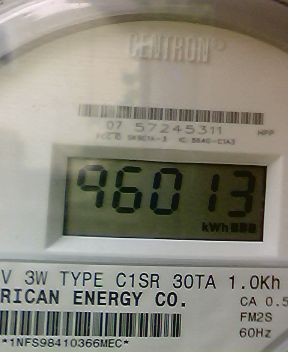 CENTRON®
07 57245311 HPP
96013
kWh
V 3W TYPE C1SR 30TA 1.0Kh
RICAN ENERGY CO. CA 0.5
FM2S
60Hz
*1NFS98410366MEC*